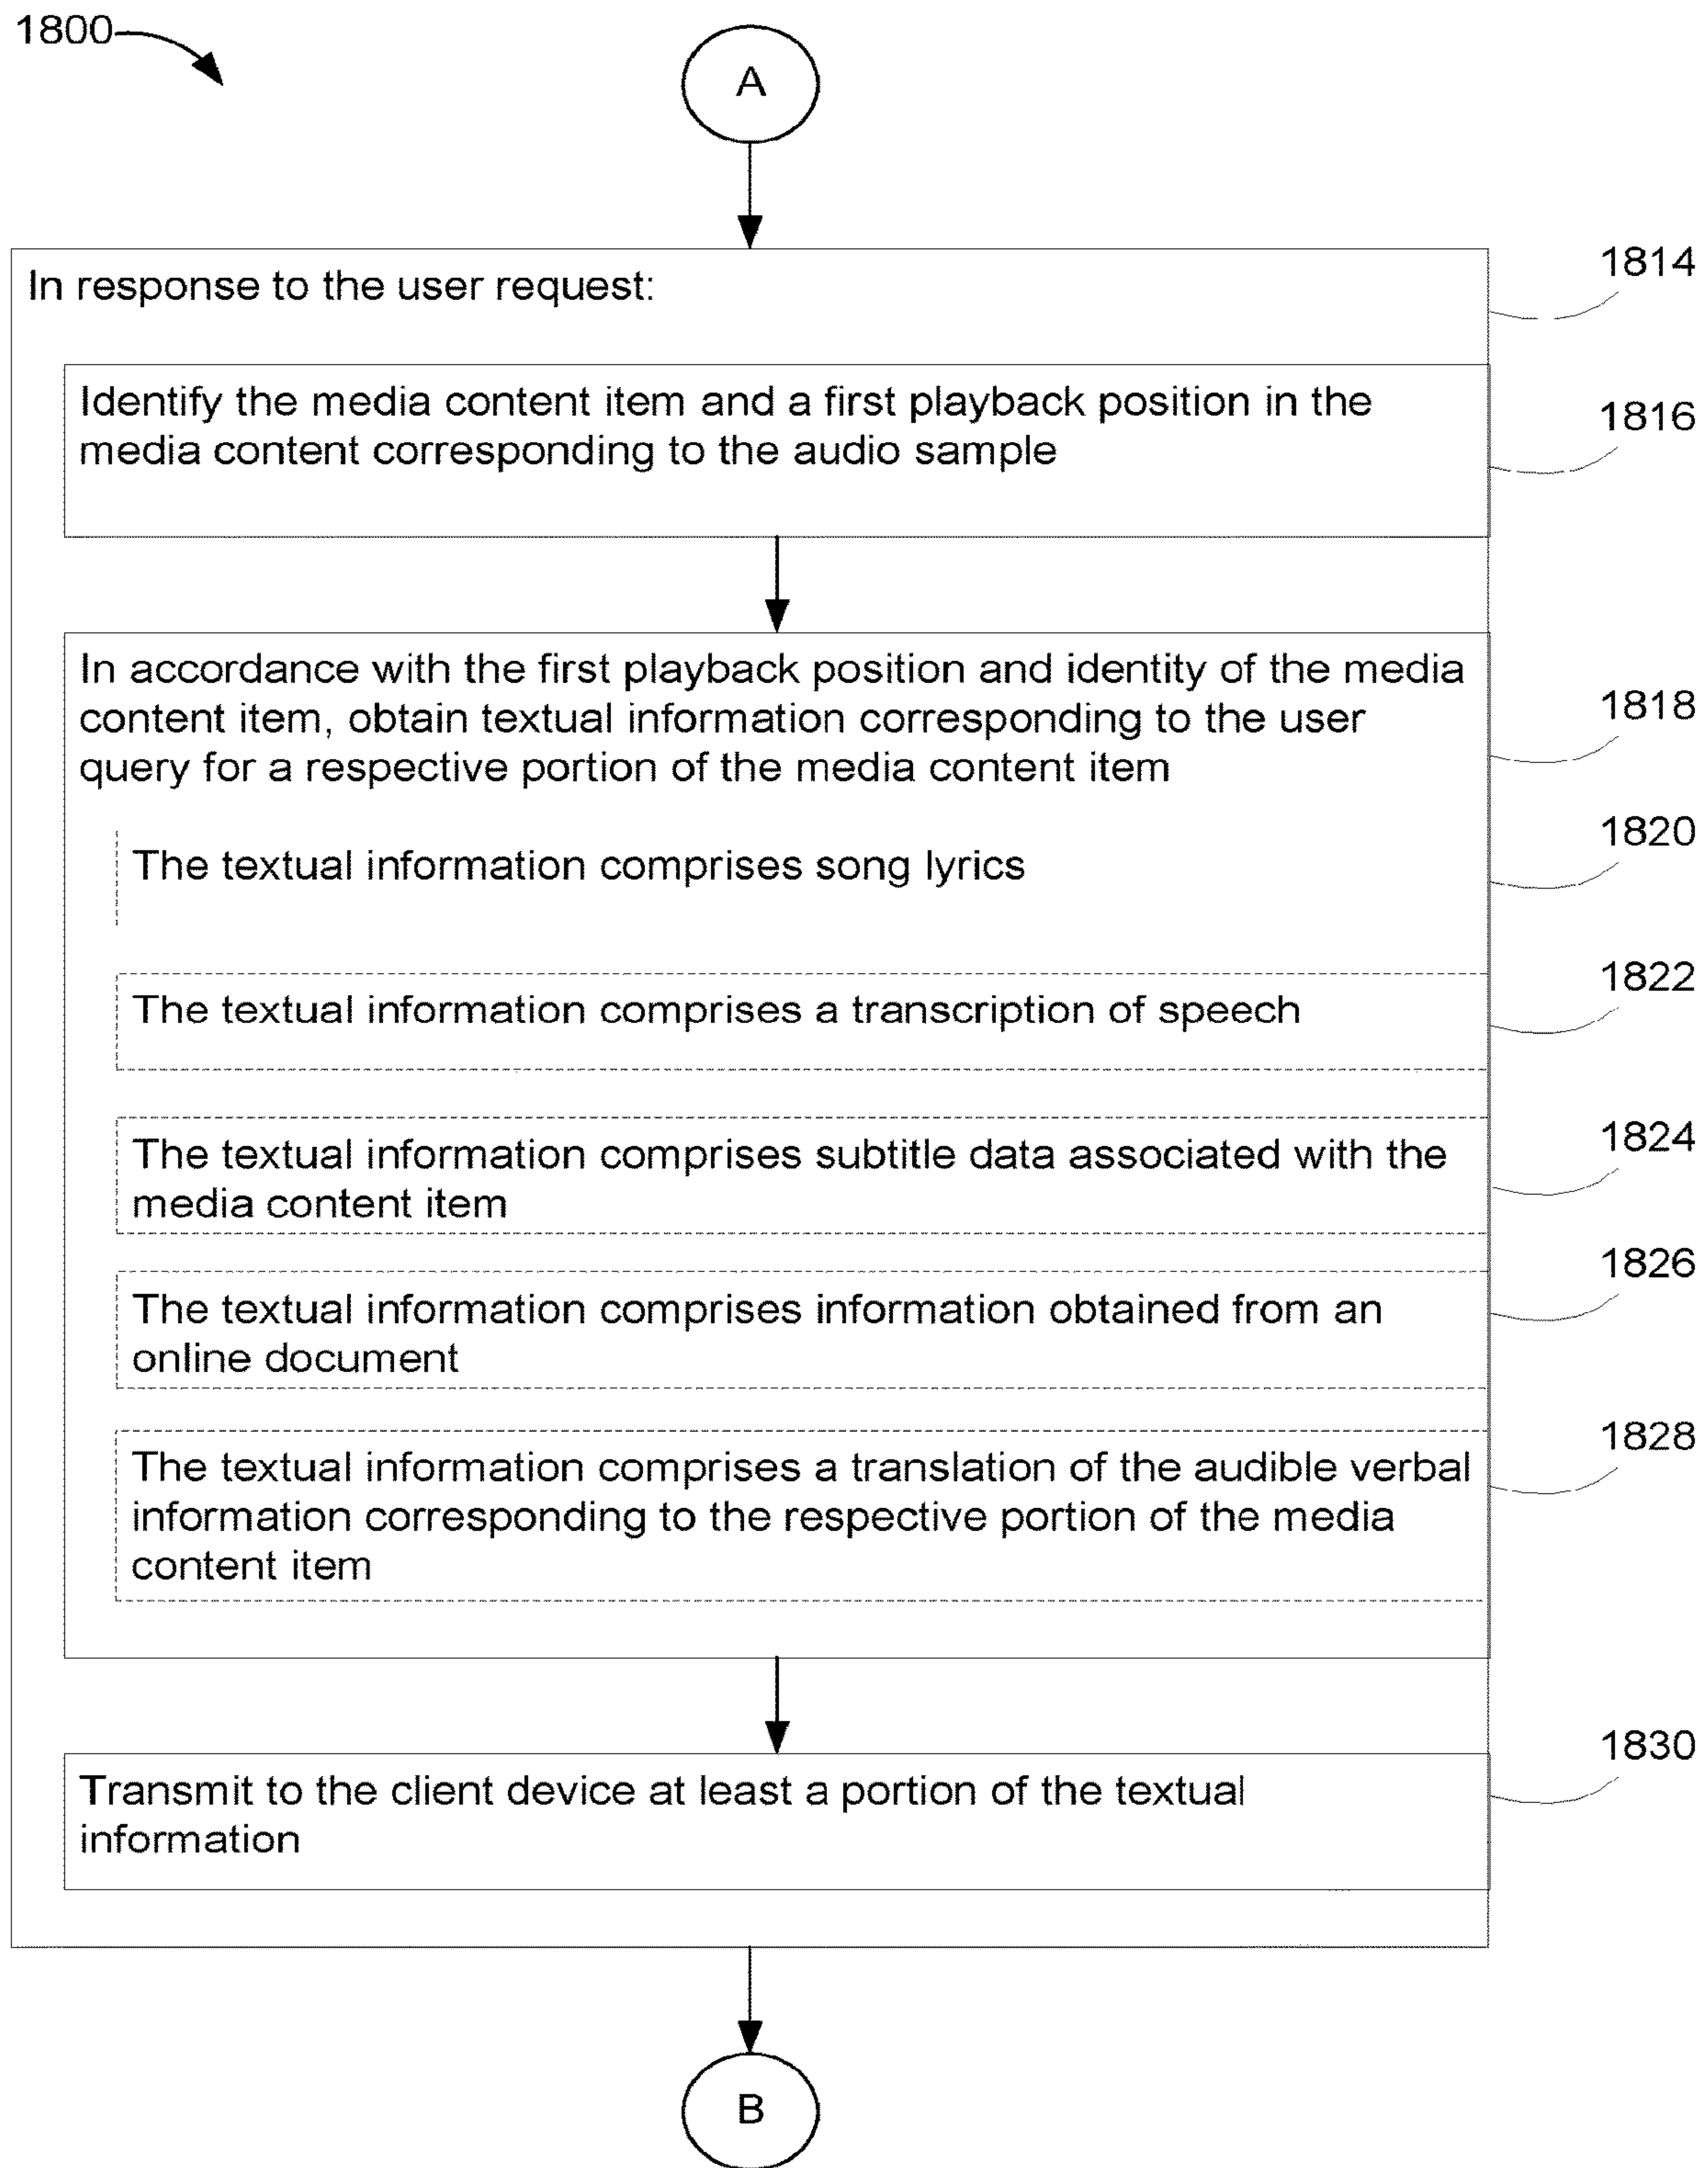 1800
A
In response to the user request:
1814
Identify the media content item and a first playback position in the
media content corresponding to the audio sample
1816
In accordance with the first playback position and identity of the media
content item, obtain textual information corresponding to the user
query for a respective portion of the media content item
1818
The textual information comprises song lyrics
1820
The textual information comprises a transcription of speech
1822
The textual information comprises subtitle data associated with the
media content item
1824
The textual information comprises information obtained from an
online document
1826
The textual information comprises a translation of the audible verbal
information corresponding to the respective portion of the media
content item
1828
Transmit to the client device at least a portion of the textual
information
1830
B